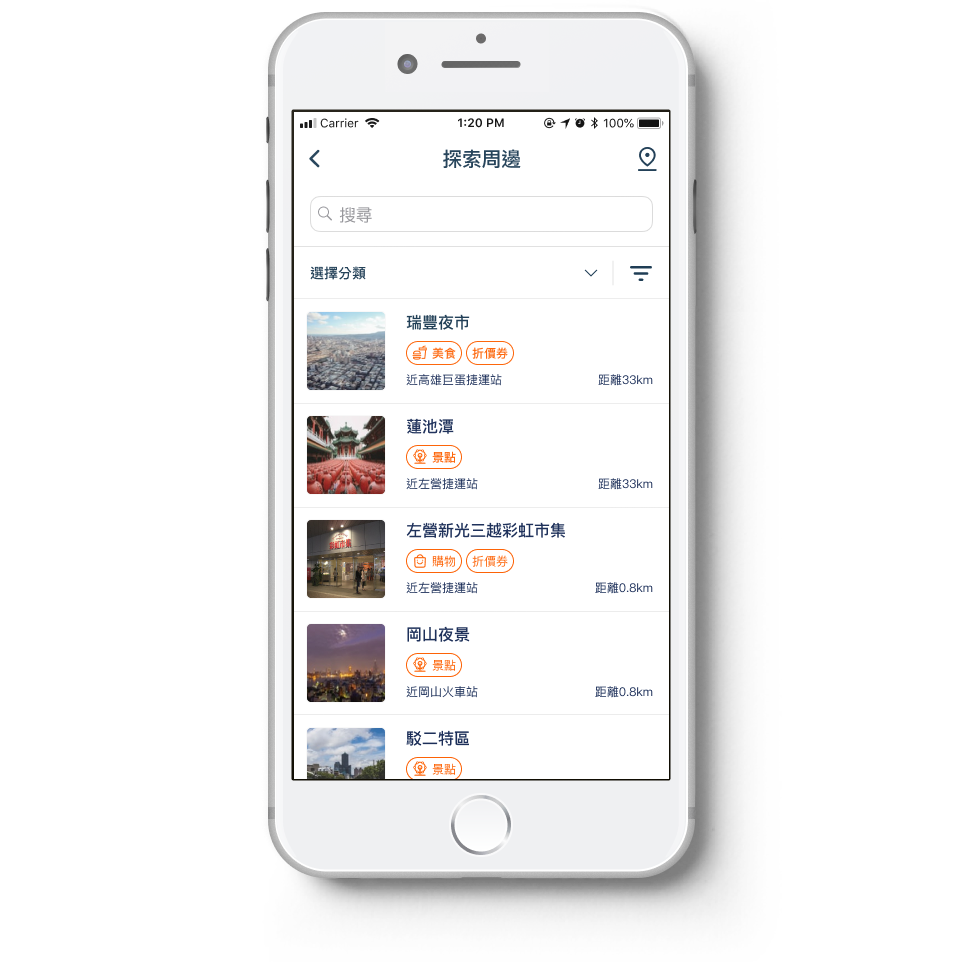 Carrier 1:20 PM 100%
探索周邊
搜尋
選擇分類
瑞豐夜市
美食 折價券
近高雄巨蛋捷運站 距離33km
蓮池潭
景點
近左營捷運站 距離33km
左營新光三越彩虹市集
購物 折價券
近左營捷運站 距離0.8km
岡山夜景
景點
近岡山火車站 距離0.8km
駁二特區
景點